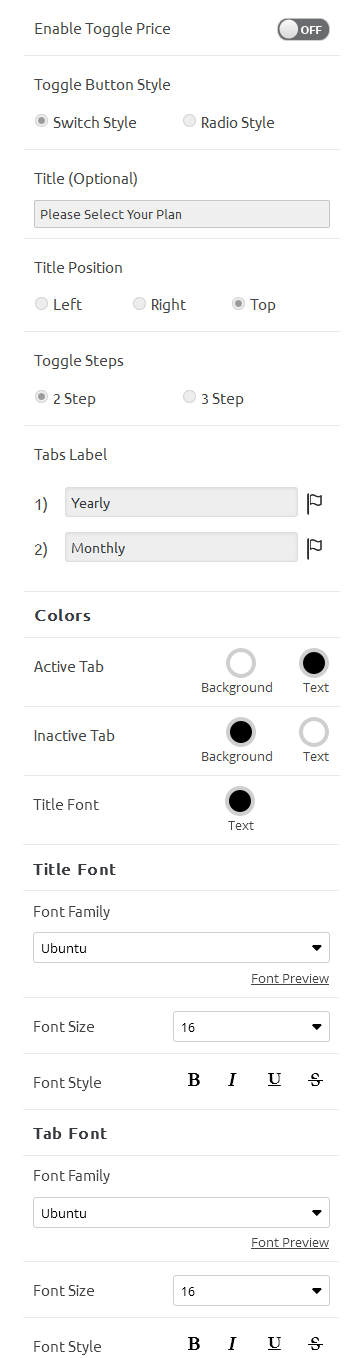 Enable Toggle Price OFF
Toggle Button Style
Switch Style Radio Style
Title (Optional)
Please Select Your Plan
Title Position
Left Right Top
Toggle Steps
2 Step 3 Step
Tabs Label
1) Yearly
2) Monthly
Colors
Active Tab
Background Text
Inactive Tab
Background Text
Title Font
Text
Title Font
Font Family
Ubuntu
Font Preview
Font Size 16
Font Style B I U S
Tab Font
Font Family
Ubuntu
Font Preview
Font Size 16
Font Style B I U S